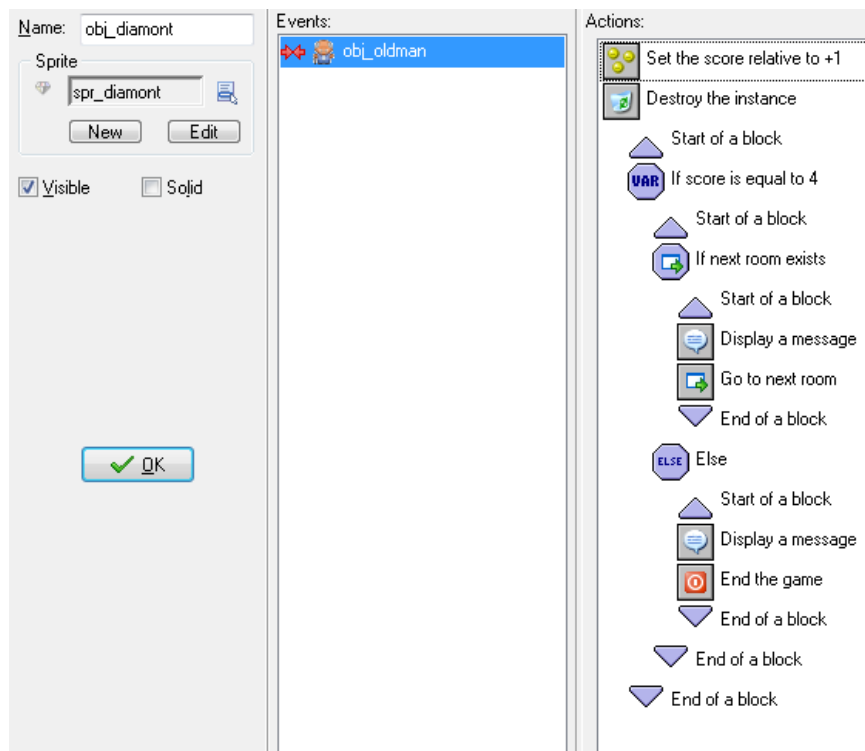 Name: obj_diamont
Sprite
spr_diamont
New Edit
Visible Solid
OK
Events:
obj_oldman
Actions:
Set the score relative to +1
Destroy the instance
Start of a block
VAR If score is equal to 4
Start of a block
If next room exists
Start of a block
Display a message
Go to next room
End of a block
ELSE Else
Start of a block
Display a message
End the game
End of a block
End of a block
End of a block